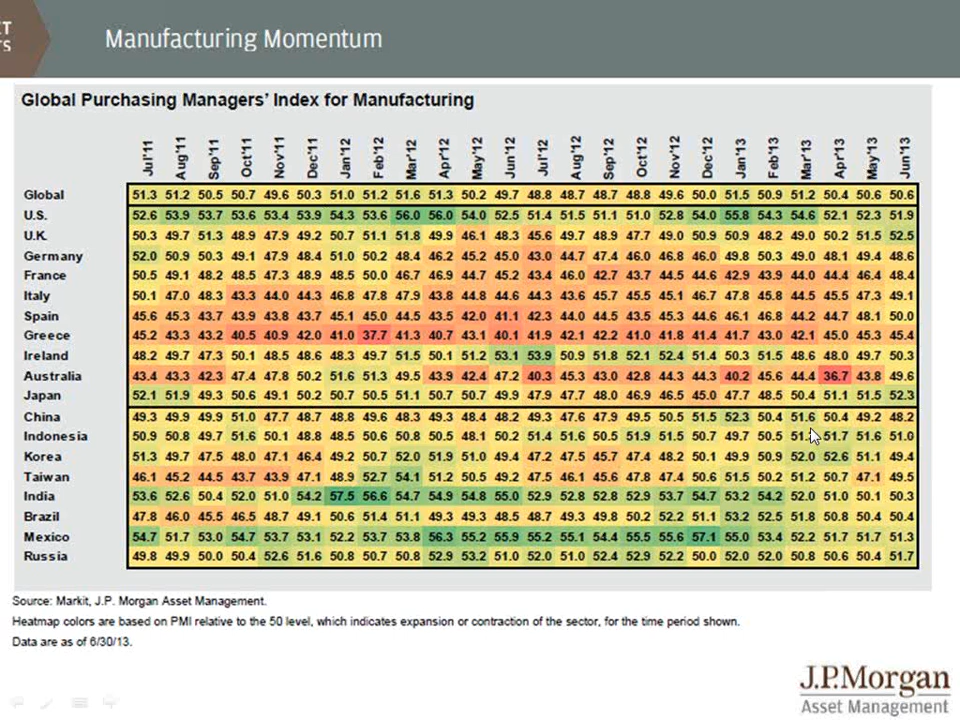 Manufacturing Momentum
Global Purchasing Managers' Index for Manufacturing
Jul'11 Aug'11 Sep'11 Oct'11 Nov'11 Dec'11 Jan'12 Feb'12 Mar'12 Apr'12 May'12 Jun'12 Jul'12 Aug'12 Sep'12 Oct'12 Nov'12 Dec'12 Jan'13 Feb'13 Mar'13 Apr'13 May'13 Jun'13
Global 51.3 51.2 50.5 50.7 49.6 50.3 51.0 51.2 51.6 51.3 50.2 49.7 48.8 48.7 48.7 48.8 49.6 50.0 51.5 50.9 51.2 50.4 50.6 50.6
U.S. 52.6 53.9 53.7 53.6 53.4 53.9 54.3 53.6 56.0 56.0 54.0 52.5 51.4 51.5 51.1 51.0 52.8 54.0 55.8 54.3 54.6 52.1 52.3 51.9
U.K. 50.3 49.7 51.3 48.9 47.9 49.2 50.7 51.1 51.8 49.9 46.1 48.3 45.6 49.7 48.9 47.7 49.0 50.9 50.9 48.2 49.0 50.2 51.5 52.5
Germany 52.0 50.9 50.3 49.1 47.9 48.4 51.0 50.2 48.4 46.2 45.2 45.0 43.0 44.7 47.4 46.0 46.8 46.0 49.8 50.3 49.0 48.1 49.4 48.6
France 50.5 49.1 48.2 48.5 47.3 48.9 48.5 50.0 46.7 46.9 44.7 45.2 43.4 46.0 42.7 43.7 44.5 44.6 42.9 43.9 44.0 44.4 46.4 48.4
Italy 50.1 47.0 48.3 43.3 44.0 44.3 46.8 47.8 47.9 43.8 44.8 44.6 44.3 43.6 45.7 45.5 45.1 46.7 47.8 45.8 44.5 45.5 47.3 49.1
Spain 45.6 45.3 43.7 43.9 43.8 43.7 45.1 45.0 44.5 43.5 42.0 41.1 42.3 44.0 44.5 43.5 45.3 44.6 46.1 46.8 44.2 44.7 48.1 50.0
Greece 45.2 43.3 43.2 40.5 40.9 42.0 41.0 37.7 41.3 40.7 43.1 40.1 41.9 42.1 42.2 41.0 41.8 41.4 41.7 43.0 42.1 45.0 45.3 45.4
Ireland 48.2 49.7 47.3 50.1 48.5 48.6 48.3 49.7 51.5 50.1 51.2 53.1 53.9 50.9 51.8 52.1 52.4 51.4 50.3 51.5 48.6 48.0 49.7 50.3
Australia 43.4 43.3 42.3 47.4 47.8 50.2 51.6 51.3 49.5 43.9 42.4 47.2 40.3 45.3 43.0 42.8 44.3 44.3 40.2 45.6 44.4 36.7 43.8 49.6
Japan 52.1 51.9 49.3 50.6 49.1 50.2 50.7 50.5 51.1 50.7 50.7 49.9 47.9 47.7 48.0 46.9 46.5 45.0 47.7 48.5 50.4 51.1 51.5 52.3
China 49.3 49.9 49.9 51.0 47.7 48.7 48.8 49.6 48.3 49.3 48.4 48.2 49.3 47.6 47.9 49.5 50.5 51.5 52.3 50.4 51.6 50.4 49.2 48.2
Indonesia 50.9 50.8 49.7 51.6 50.1 48.8 48.5 50.6 50.8 50.5 48.1 50.2 51.4 51.6 50.5 51.9 51.5 50.7 49.7 50.5 51.7 51.6 51.0
Korea 51.3 49.7 47.5 48.0 47.1 46.4 49.2 50.7 52.0 51.9 51.0 49.4 47.2 47.5 45.7 47.4 48.2 50.1 49.9 50.9 52.0 52.6 51.1 49.4
Taiwan 46.1 45.2 44.5 43.7 43.9 47.1 48.9 52.7 54.1 51.2 50.5 49.2 47.5 46.1 45.6 47.8 47.4 50.6 51.5 50.2 51.2 50.7 47.1 49.5
India 53.6 52.6 50.4 52.0 51.0 54.2 57.5 56.6 54.7 54.9 54.8 55.0 52.9 52.8 52.8 52.9 53.7 54.7 53.2 54.2 52.0 51.0 50.1 50.3
Brazil 47.8 46.0 45.5 46.5 48.7 49.1 50.6 51.4 51.1 49.3 49.3 48.5 48.7 49.3 49.8 50.2 52.2 51.1 53.2 52.5 51.8 50.8 50.4 50.4
Mexico 54.7 51.7 53.0 54.7 53.7 53.1 52.2 53.7 53.8 56.3 55.2 55.9 55.2 55.1 54.4 55.5 55.6 57.1 55.0 53.4 52.2 51.7 51.7 51.3
Russia 49.8 49.9 50.0 50.4 52.6 51.6 50.8 50.7 50.8 52.9 53.2 51.0 52.0 51.0 52.4 52.9 52.2 50.0 52.0 52.0 50.8 50.6 50.4 51.7
Source: Markit, J.P. Morgan Asset Management.
Heatmap colors are based on PMI relative to the 50 level, which indicates expansion or contraction of the sector, for the time period shown.
Data are as of 6/30/13.
J.P.Morgan
Asset Management